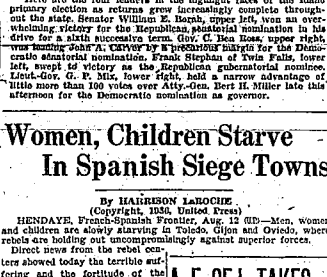 primary election as returns grew increasingly complete through-
out the state. Senator William E. Borah, upper left, won an over-
whelming victory for the Republican senatorial nomination in his
drive for a sixth successive term. Gov. C. Ben Ross, upper right,
was leading John A. Carver by a precarious margin for the Demo-
cratic senatorial nomination. Frank Stephan of Twin Falls, lower
left, swept to victory as the Republican gubernatorial nominee.
Lieut.-Gov. G. P. Mix, lower right, held a narrow advantage of
little more than 100 votes over Atty.-Gen. Bert H. Miller late this
afternoon for the Democratic nomination as governor.
Women, Children Starve
In Spanish Siege Towns
By HARRISON LaROCHE
(Copyright, 1936, United Press)
HENDAYE, French-Spanish Frontier, Aug. 12 (UP)—Men, women
and children are slowly starving in Toledo, Gijon and Oviedo, where
rebels are holding out uncompromisingly against superior forces.
Direct news from the rebel cen-
ters showed today the terrible suf-
fering and the fortitude of the